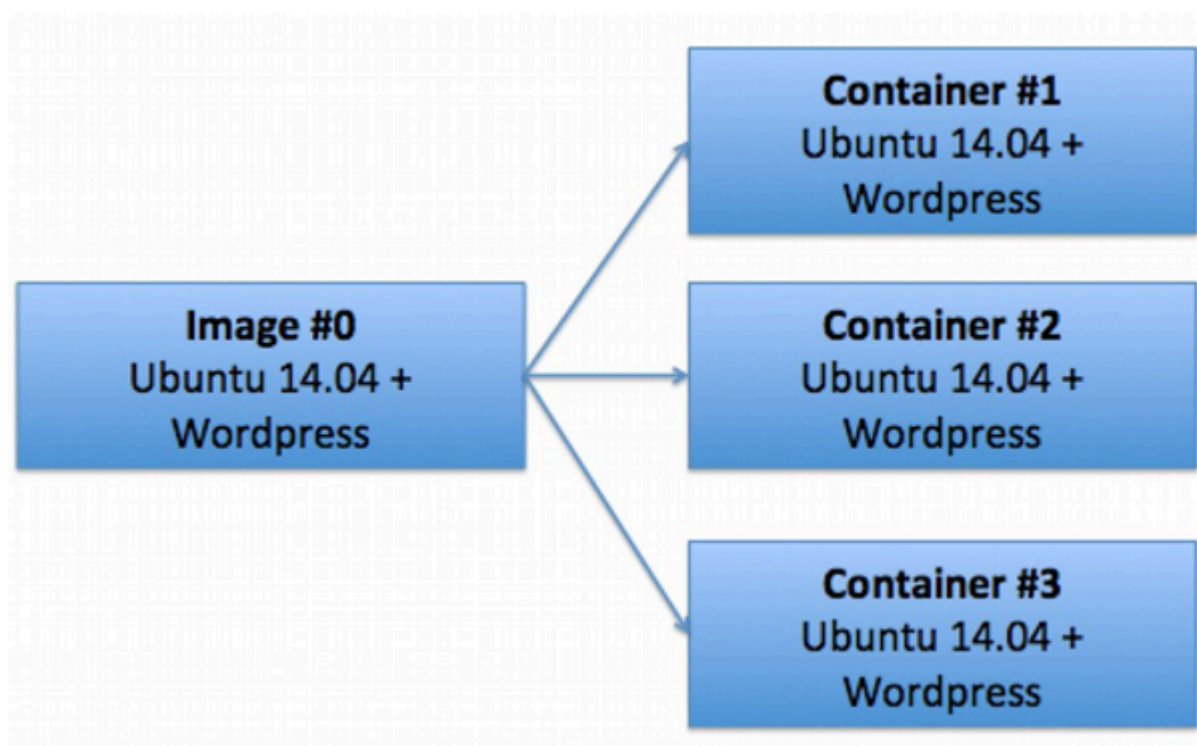 Image #0
Ubuntu 14.04 +
Wordpress
Container #1
Ubuntu 14.04 +
Wordpress
Container #2
Ubuntu 14.04 +
Wordpress
Container #3
Ubuntu 14.04 +
Wordpress